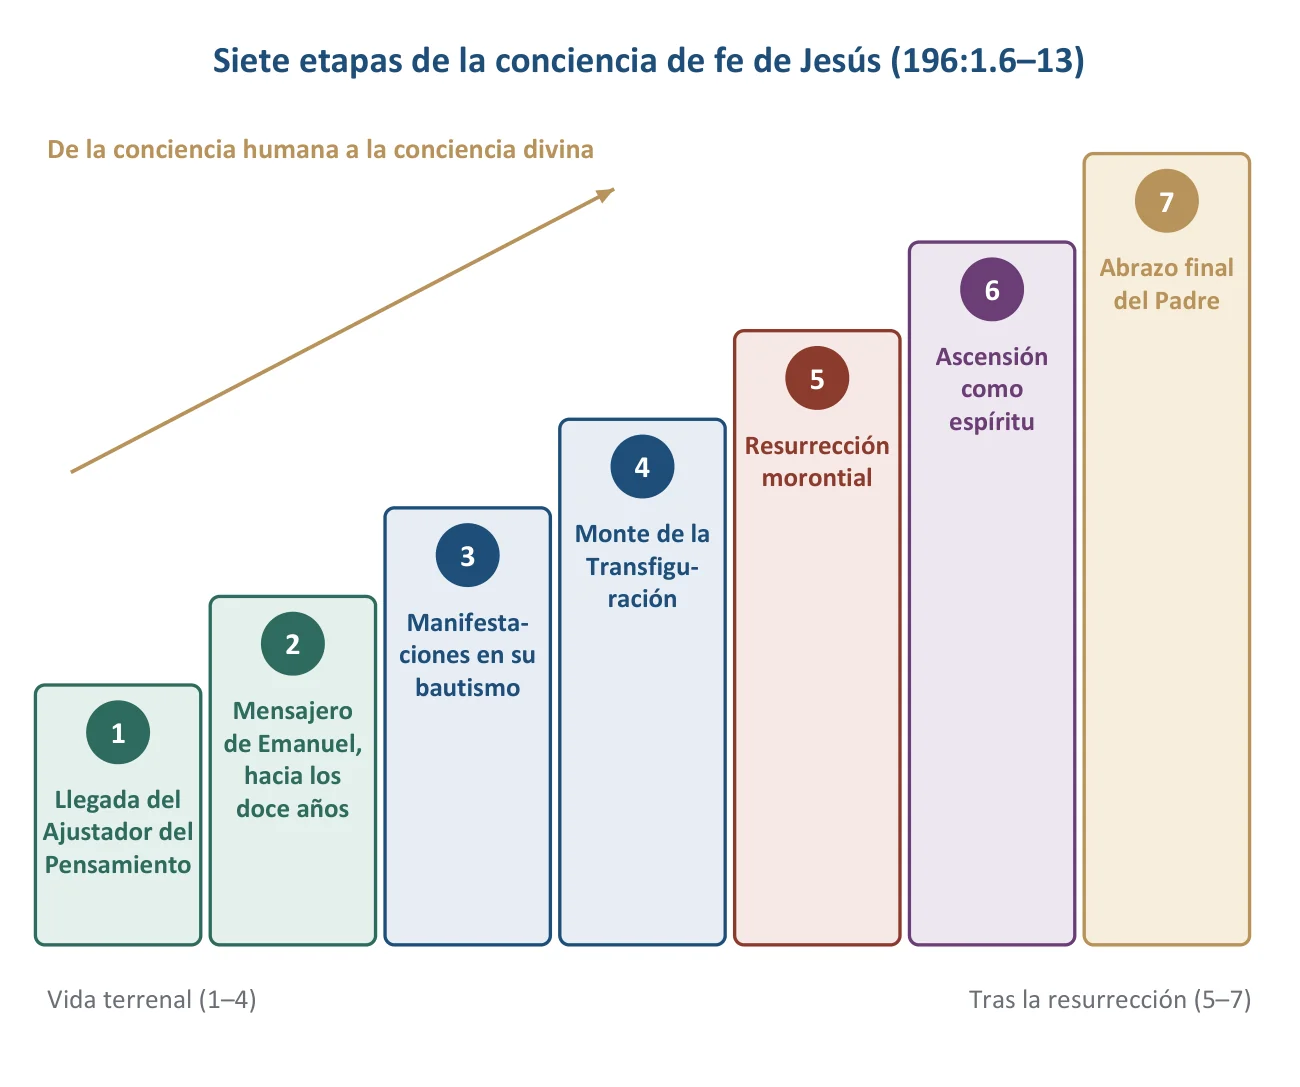 Siete etapas de la conciencia de fe de Jesús (196:1.6–13)
De la conciencia humana a la conciencia divina
1
Llegada del
Ajustador del
Pensamiento
2
Mensajero
de Emanuel,
hacia los
doce años
3
Manifesta-
ciones en su
bautismo
4
Monte de la
Transfigu-
ración
5
Resurrección
morontial
6
Ascensión
como
espíritu
7
Abrazo final
del Padre
Vida terrenal (1–4)
Tras la resurrección (5–7)